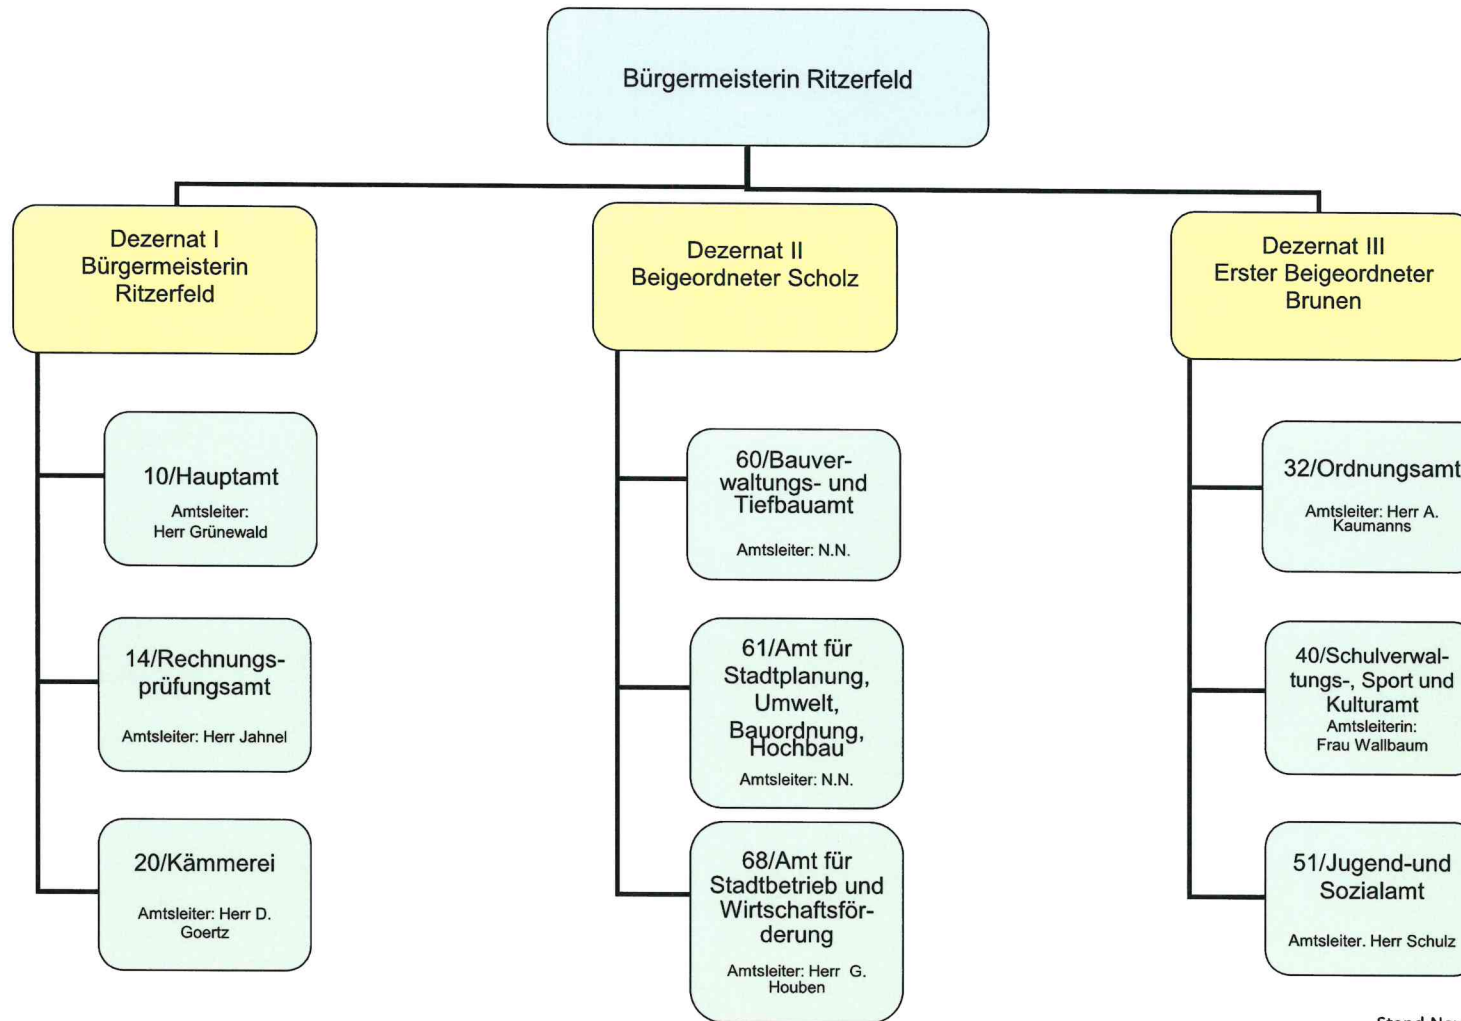 Bürgermeisterin Ritzerfeld
Dezernat I
Bürgermeisterin
Ritzerfeld
10/Hauptamt
Amtsleiter:
Herr Grünewald
14/Rechnungs-
prüfungsamt
Amtsleiter: Herr Jahnel
20/Kämmerei
Amtsleiter: Herr D.
Goertz
Dezernat II
Beigeordneter Scholz
60/Bauver-
waltungs- und
Tiefbauamt
Amtsleiter: N.N.
61/Amt für
Stadtplanung,
Umwelt,
Bauordnung,
Hochbau
Amtsleiter: N.N.
68/Amt für
Stadtbetrieb und
Wirtschaftsför-
derung
Amtsleiter: Herr G.
Houben
Dezernat III
Erster Beigeordneter
Brunen
32/Ordnungsamt
Amtsleiter: Herr A.
Kaumanns
40/Schulverwal-
tungs-, Sport und
Kulturamt
Amtsleiterin:
Frau Wallbaum
51/Jugend-und
Sozialamt
Amtsleiter. Herr Schulz